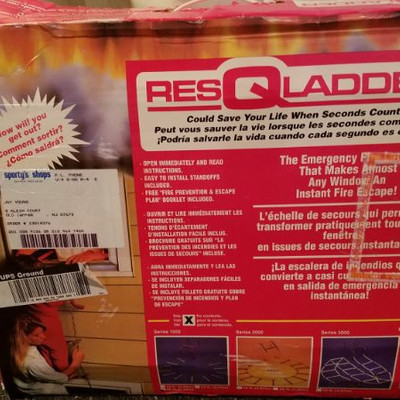 RESQLADDE
Could Save Your Life When Seconds Count
Peut vous sauver la vie lorsque les secondes com
¡Podría salvarle la vida cuando cada segundo es
How will you
get out?
Comment sortir?
¿Cómo saldrá?
sporty's shops
UPS Ground
• OPEN IMMEDIATELY AND READ
INSTRUCTIONS.
• EASY TO INSTALL STANDOFFS
INCLUDED.
• FREE "FIRE PREVENTION & ESCAPE
PLAN" BOOKLET INCLUDED.
The Emergency
That Makes Almost
Any Window An
Instant Fire Escape!
• OUVRIR ET LIRE IMMÉDIATEMENT LES
INSTRUCTIONS.
• TENONS D'ÉCARTEMENT
D'INSTALLATION FACILE INCLUS.
• BROCHURE GRATUITE SUR "LA
PRÉVENTION DES INCENDIES ET LES
ISSUES DE SECOURS" INCLUSE.
L'échelle de secours qui per
transformer pratiquement tou
fenêtre
en issues de secours instanta
• ¡ABRA INMEDIATAMENTE Y LEA LAS
INSTRUCCIONES.
• SE INCLUYEN SEPARADORES FÁCILES
DE INSTALAR.
• SE INCLUYE FOLLETO GRATUITO SOBRE
"PREVENCIÓN DE INCENDIOS Y PLAN
DE ESCAPE"
¡La escalera de incendios q
convierte a casi cu
en salida de emergencia
instantánea!
X
Series 1000
Series 2000
Series 3000